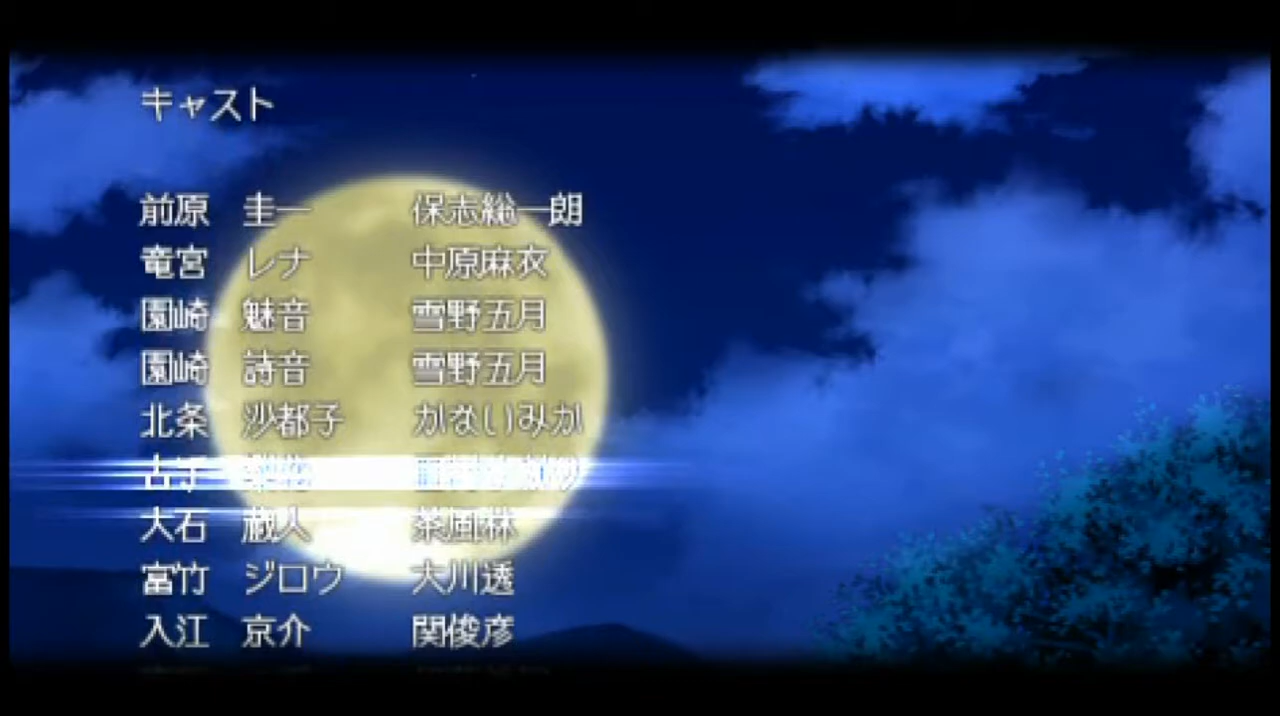 キャスト
前原 圭一 保志総一朗
竜宮 レナ 中原麻衣
園崎 魅音 雪野五月
園崎 詩音 雪野五月
北条 沙都子 かないみか
古手
大石 蔵人 茶風林
富竹 ジロウ 大川透
入江 京介 関俊彦